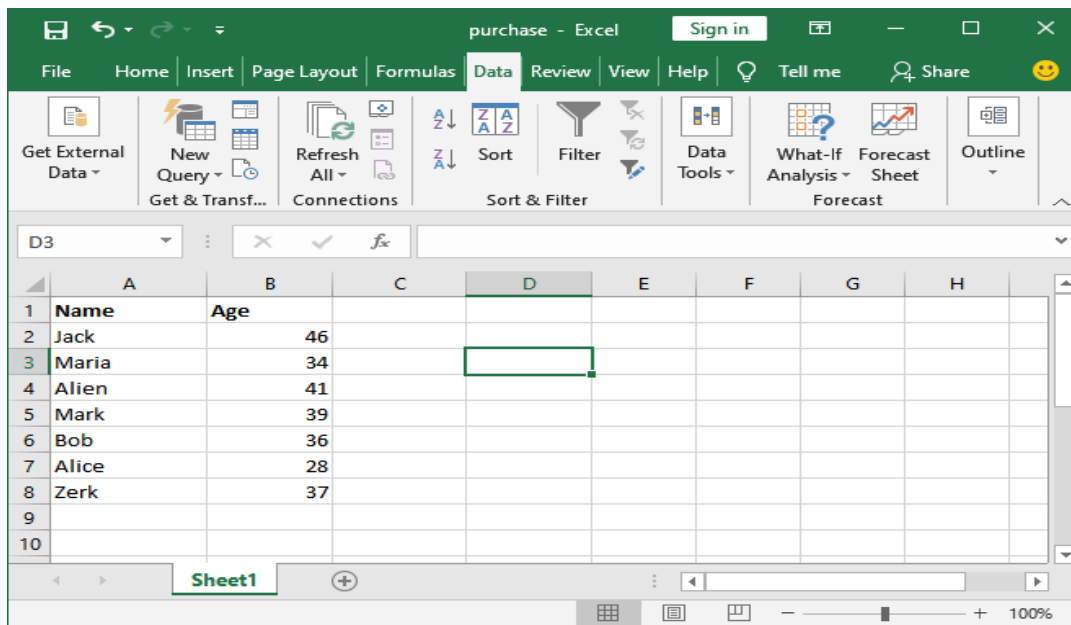 purchase - Excel Sign in
File Home Insert Page Layout Formulas Data Review View Help Tell me Share
Get External Data
New Query
Get & Transf...
Refresh All
Connections
Sort
Filter
Sort & Filter
Data Tools
What-If Analysis
Forecast Sheet
Forecast
Outline
D3 fx
A B C D E F G H
1 Name Age
2 Jack 46
3 Maria 34
4 Alien 41
5 Mark 39
6 Bob 36
7 Alice 28
8 Zerk 37
9
10
Sheet1
100%